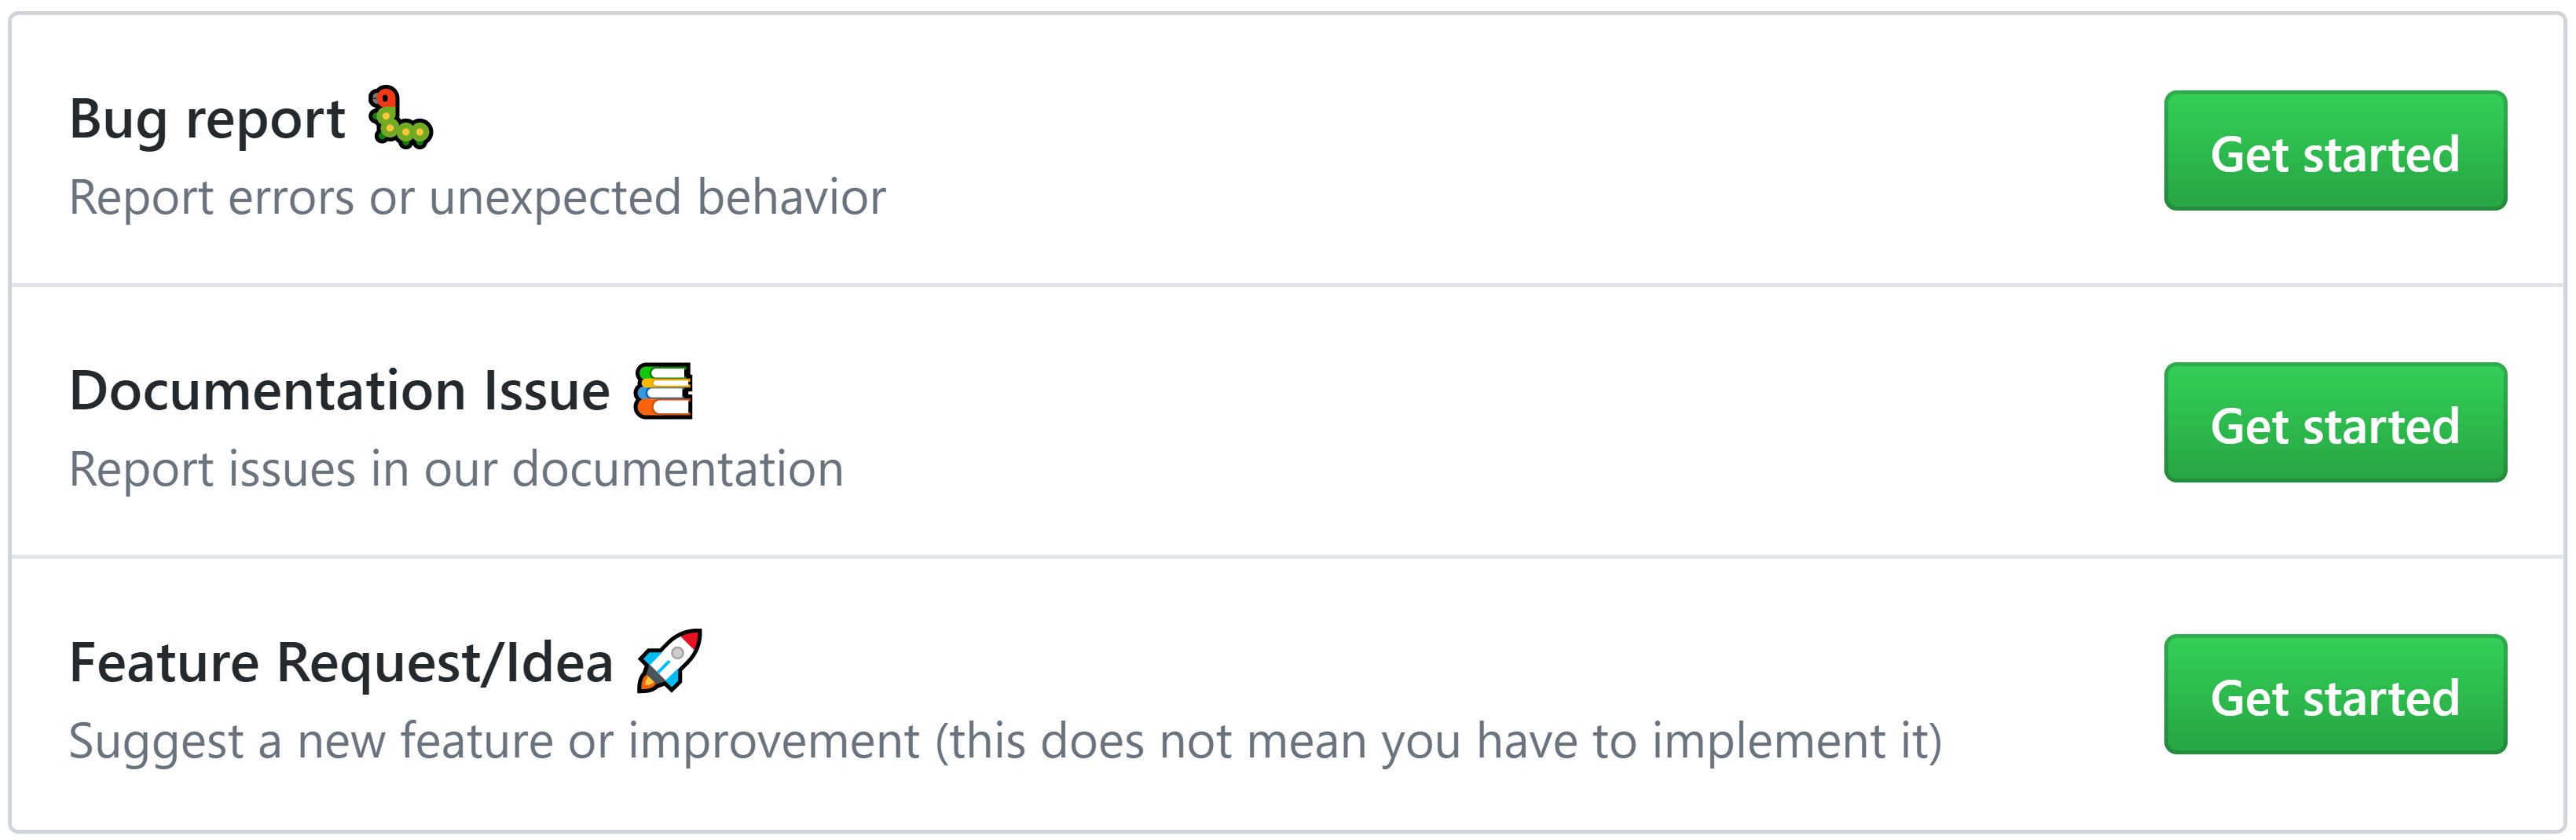 Bug report 🐛
Get started
Report errors or unexpected behavior
Documentation Issue 📚
Get started
Report issues in our documentation
Feature Request/Idea 🚀
Get started
Suggest a new feature or improvement (this does not mean you have to implement it)